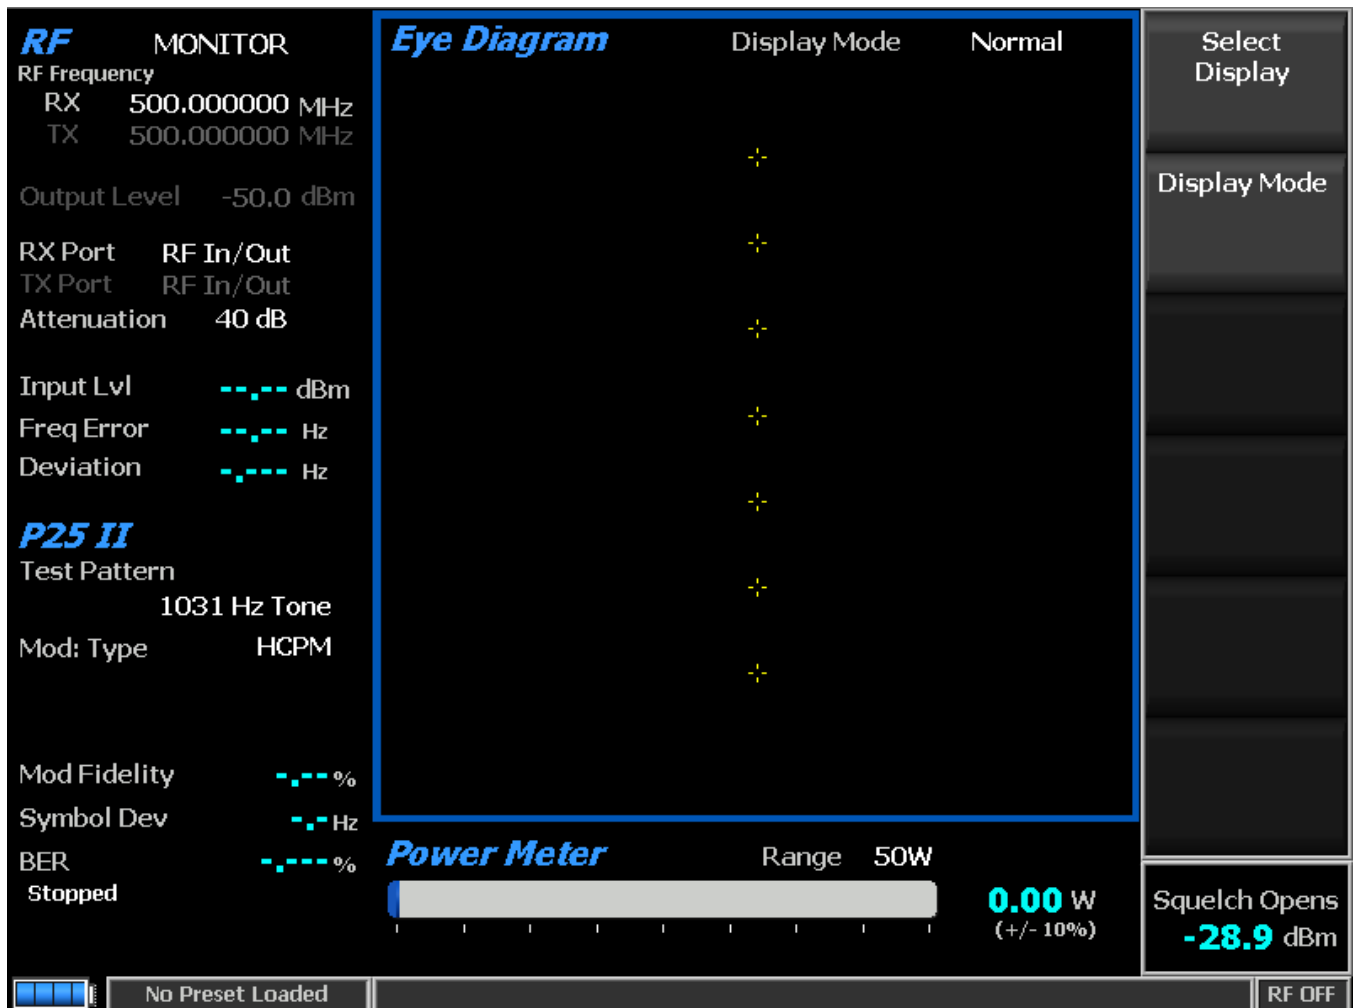 RF MONITOR
RF Frequency
RX 500.000000 MHz
TX 500.000000 MHz
Output Level -50.0 dBm
RX Port RF In/Out
TX Port RF In/Out
Attenuation 40 dB
Input Lvl --.-- dBm
Freq Error --.-- Hz
Deviation -.--- Hz
P25 II
Test Pattern
1031 Hz Tone
Mod: Type HCPM
Mod Fidelity -.-- %
Symbol Dev -.- Hz
BER -.--- %
Stopped
Eye Diagram Display Mode Normal
Power Meter Range 50W
0.00 W
(+/- 10%)
Select
Display
Display Mode
Squelch Opens
-28.9 dBm
No Preset Loaded
RF OFF